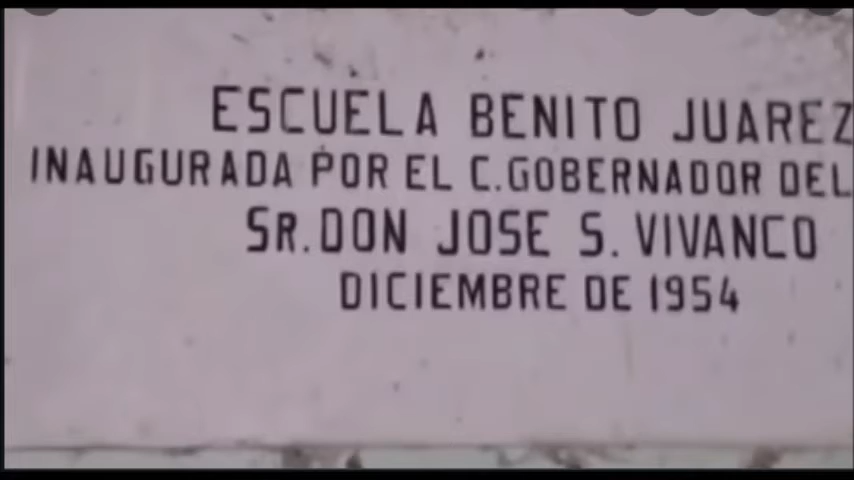 ESCUELA BENITO JUAREZ
INAUGURADA POR EL C.GOBERNADOR DEL
SR.DON JOSE S. VIVANCO
DICIEMBRE DE 1954